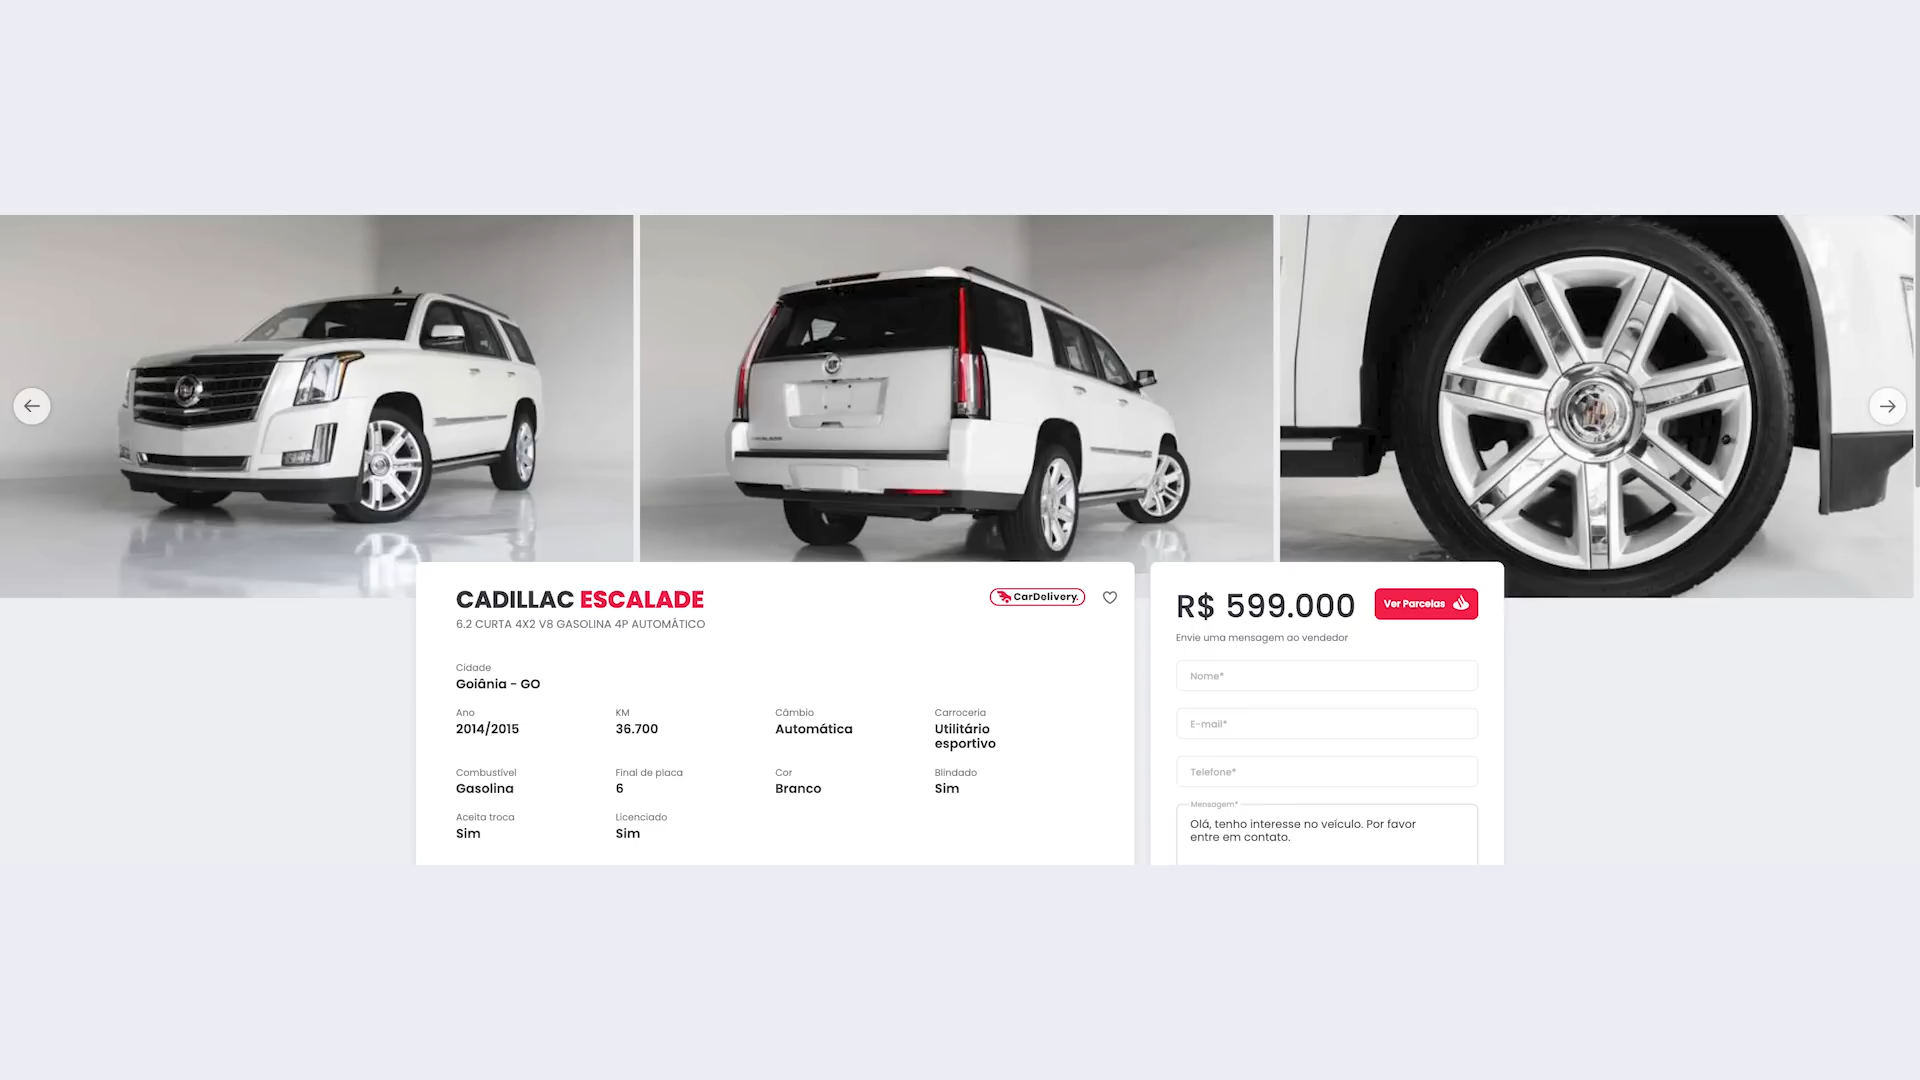 CADILLAC ESCALADE
6.2 CURTA 4X2 V8 GASOLINA 4P AUTOMÁTICO
CarDelivery.
Cidade
Goiânia - GO
Ano
2014/2015
KM
36.700
Câmbio
Automática
Carroceria
Utilitário
esportivo
Combustível
Gasolina
Final de placa
6
Cor
Branco
Blindado
Sim
Aceita troca
Sim
Licenciado
Sim
R$ 599.000
Ver Parcelas
Envie uma mensagem ao vendedor
Nome*
E-mail*
Telefone*
Mensagem*
Olá, tenho interesse no veículo. Por favor
entre em contato.